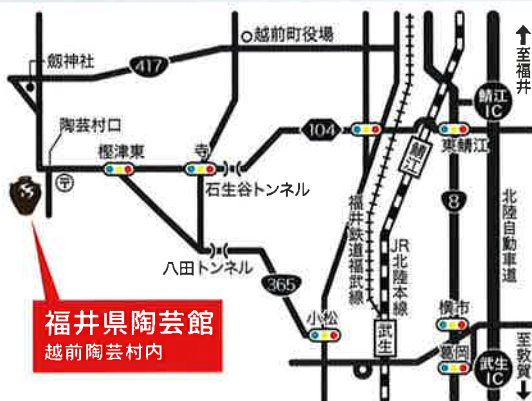 越前町役場
至福井
劔神社
417
鯖江
IC
陶芸村口
樫津東
寺
104
東鯖江
鯖江
〒
石生谷トンネル
8
福井鉄道福武線
JR北陸本線
北陸自動車道
八田トンネル
365
小松
武生
横市
葛岡
武生
IC
至敦賀
福井県陶芸館
越前陶芸村内